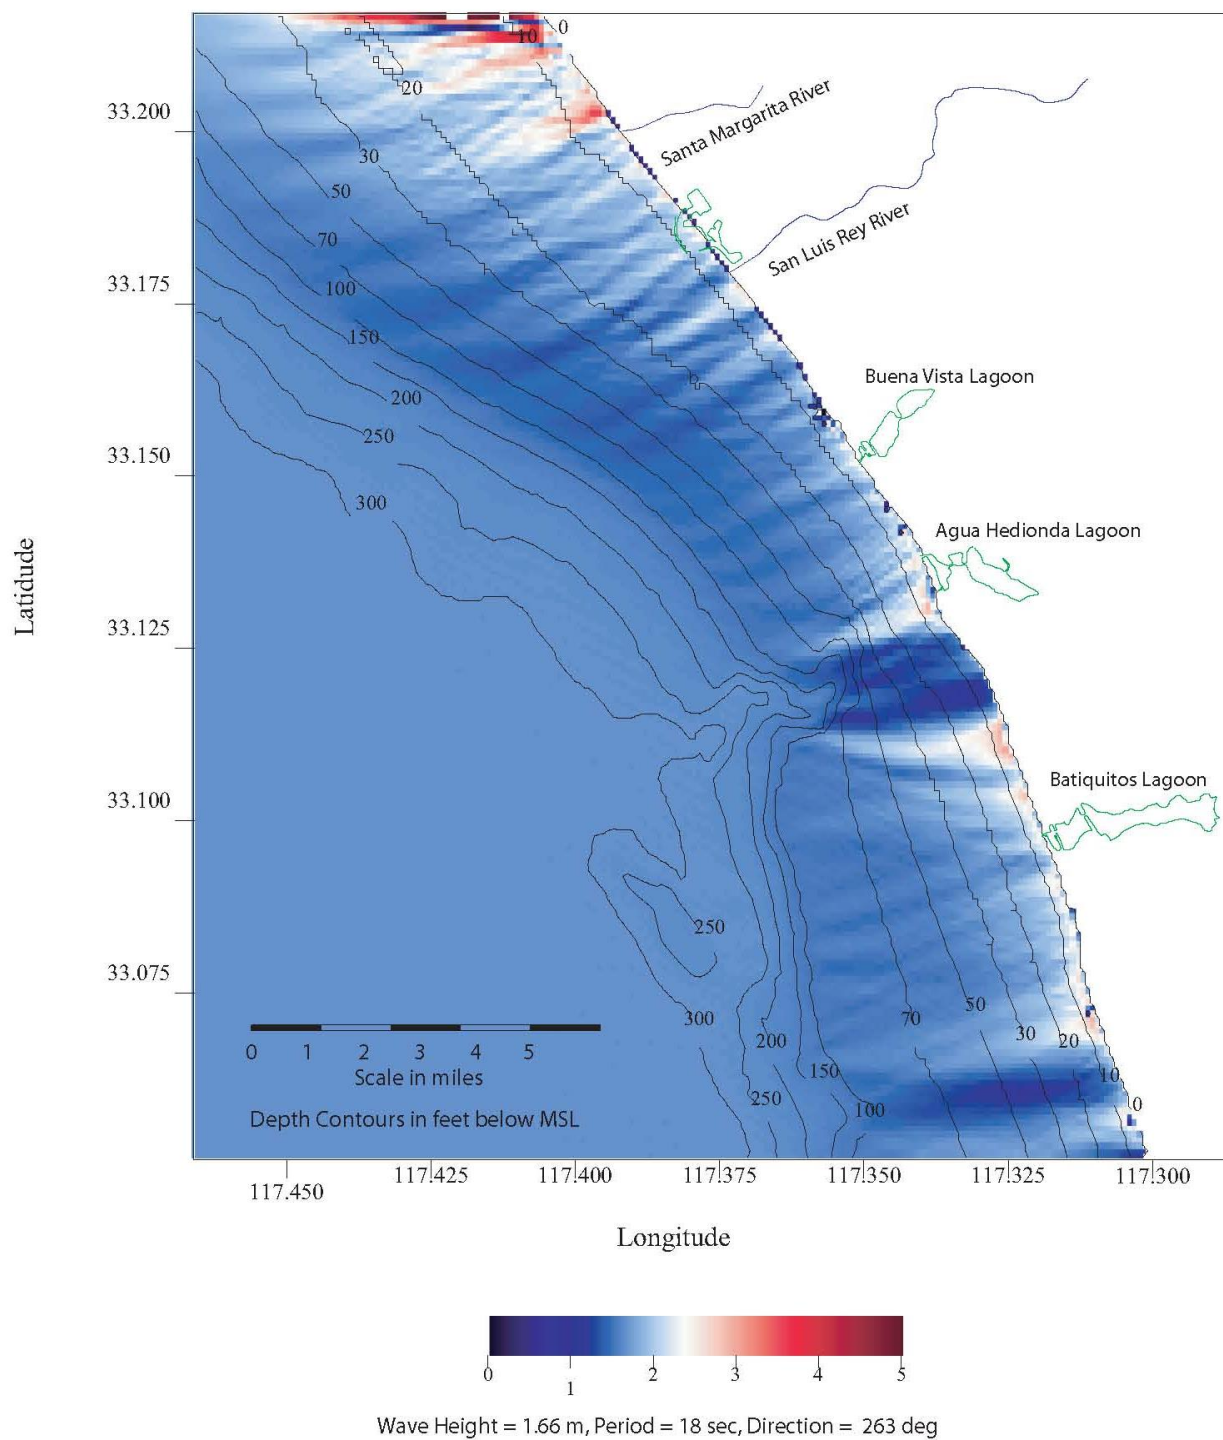 0
10
20
33.200
Santa Margarita River
30
50
San Luis Rey River
70
33.175
100
150
Buena Vista Lagoon
200
250
33.150
300
Agua Hedionda Lagoon
Latidude
33.125
Batiquitos Lagoon
33.100
250
33.075
300
200
150
250
100
70
50
30
20
10
0
0 1 2 3 4 5
Scale in miles
Depth Contours in feet below MSL
117.450 117.425 117.400 117.375 117.350 117.325 117.300
Longitude
0 1 2 3 4 5
Wave Height = 1.66 m, Period = 18 sec, Direction = 263 deg